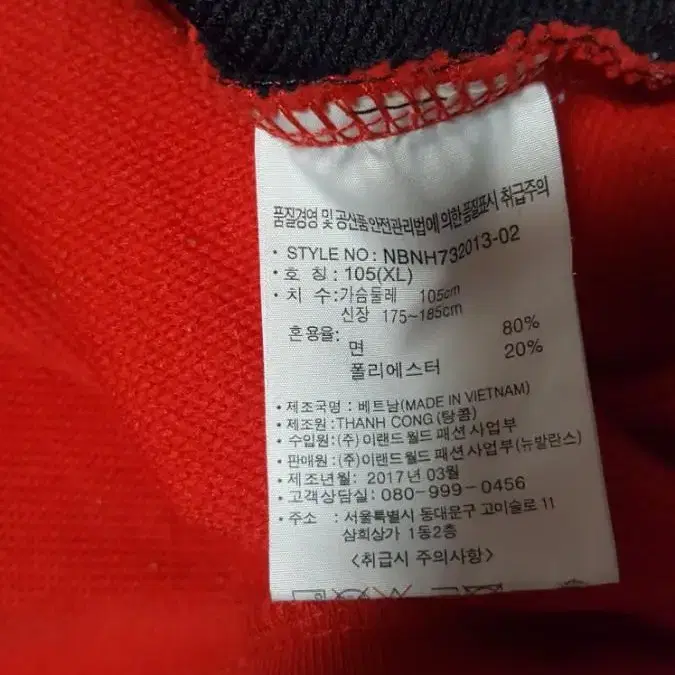 품질경영 및 공산품안전관리법에 의한 품질표시 취급주의
• STYLE NO : NBNH732013-02
• 호 칭 : 105(XL)
• 치 수 : 가슴둘레 105cm
신장 175~185cm
혼용율 :
면 80%
폴리에스터 20%
• 제조국명 : 베트남(MADE IN VIETNAM)
• 제조원 : THANH CONG (탕콤)
• 수입원 : (주)이랜드월드 패션사업부
• 판매원 : (주)이랜드월드 패션사업부(뉴발란스)
• 제조년월 : 2017년 03월
• 고객상담실 : 080-999-0456
• 주소 : 서울특별시 동대문구 고미술로 11
삼희상가 1동2층
<취급시 주의사항>